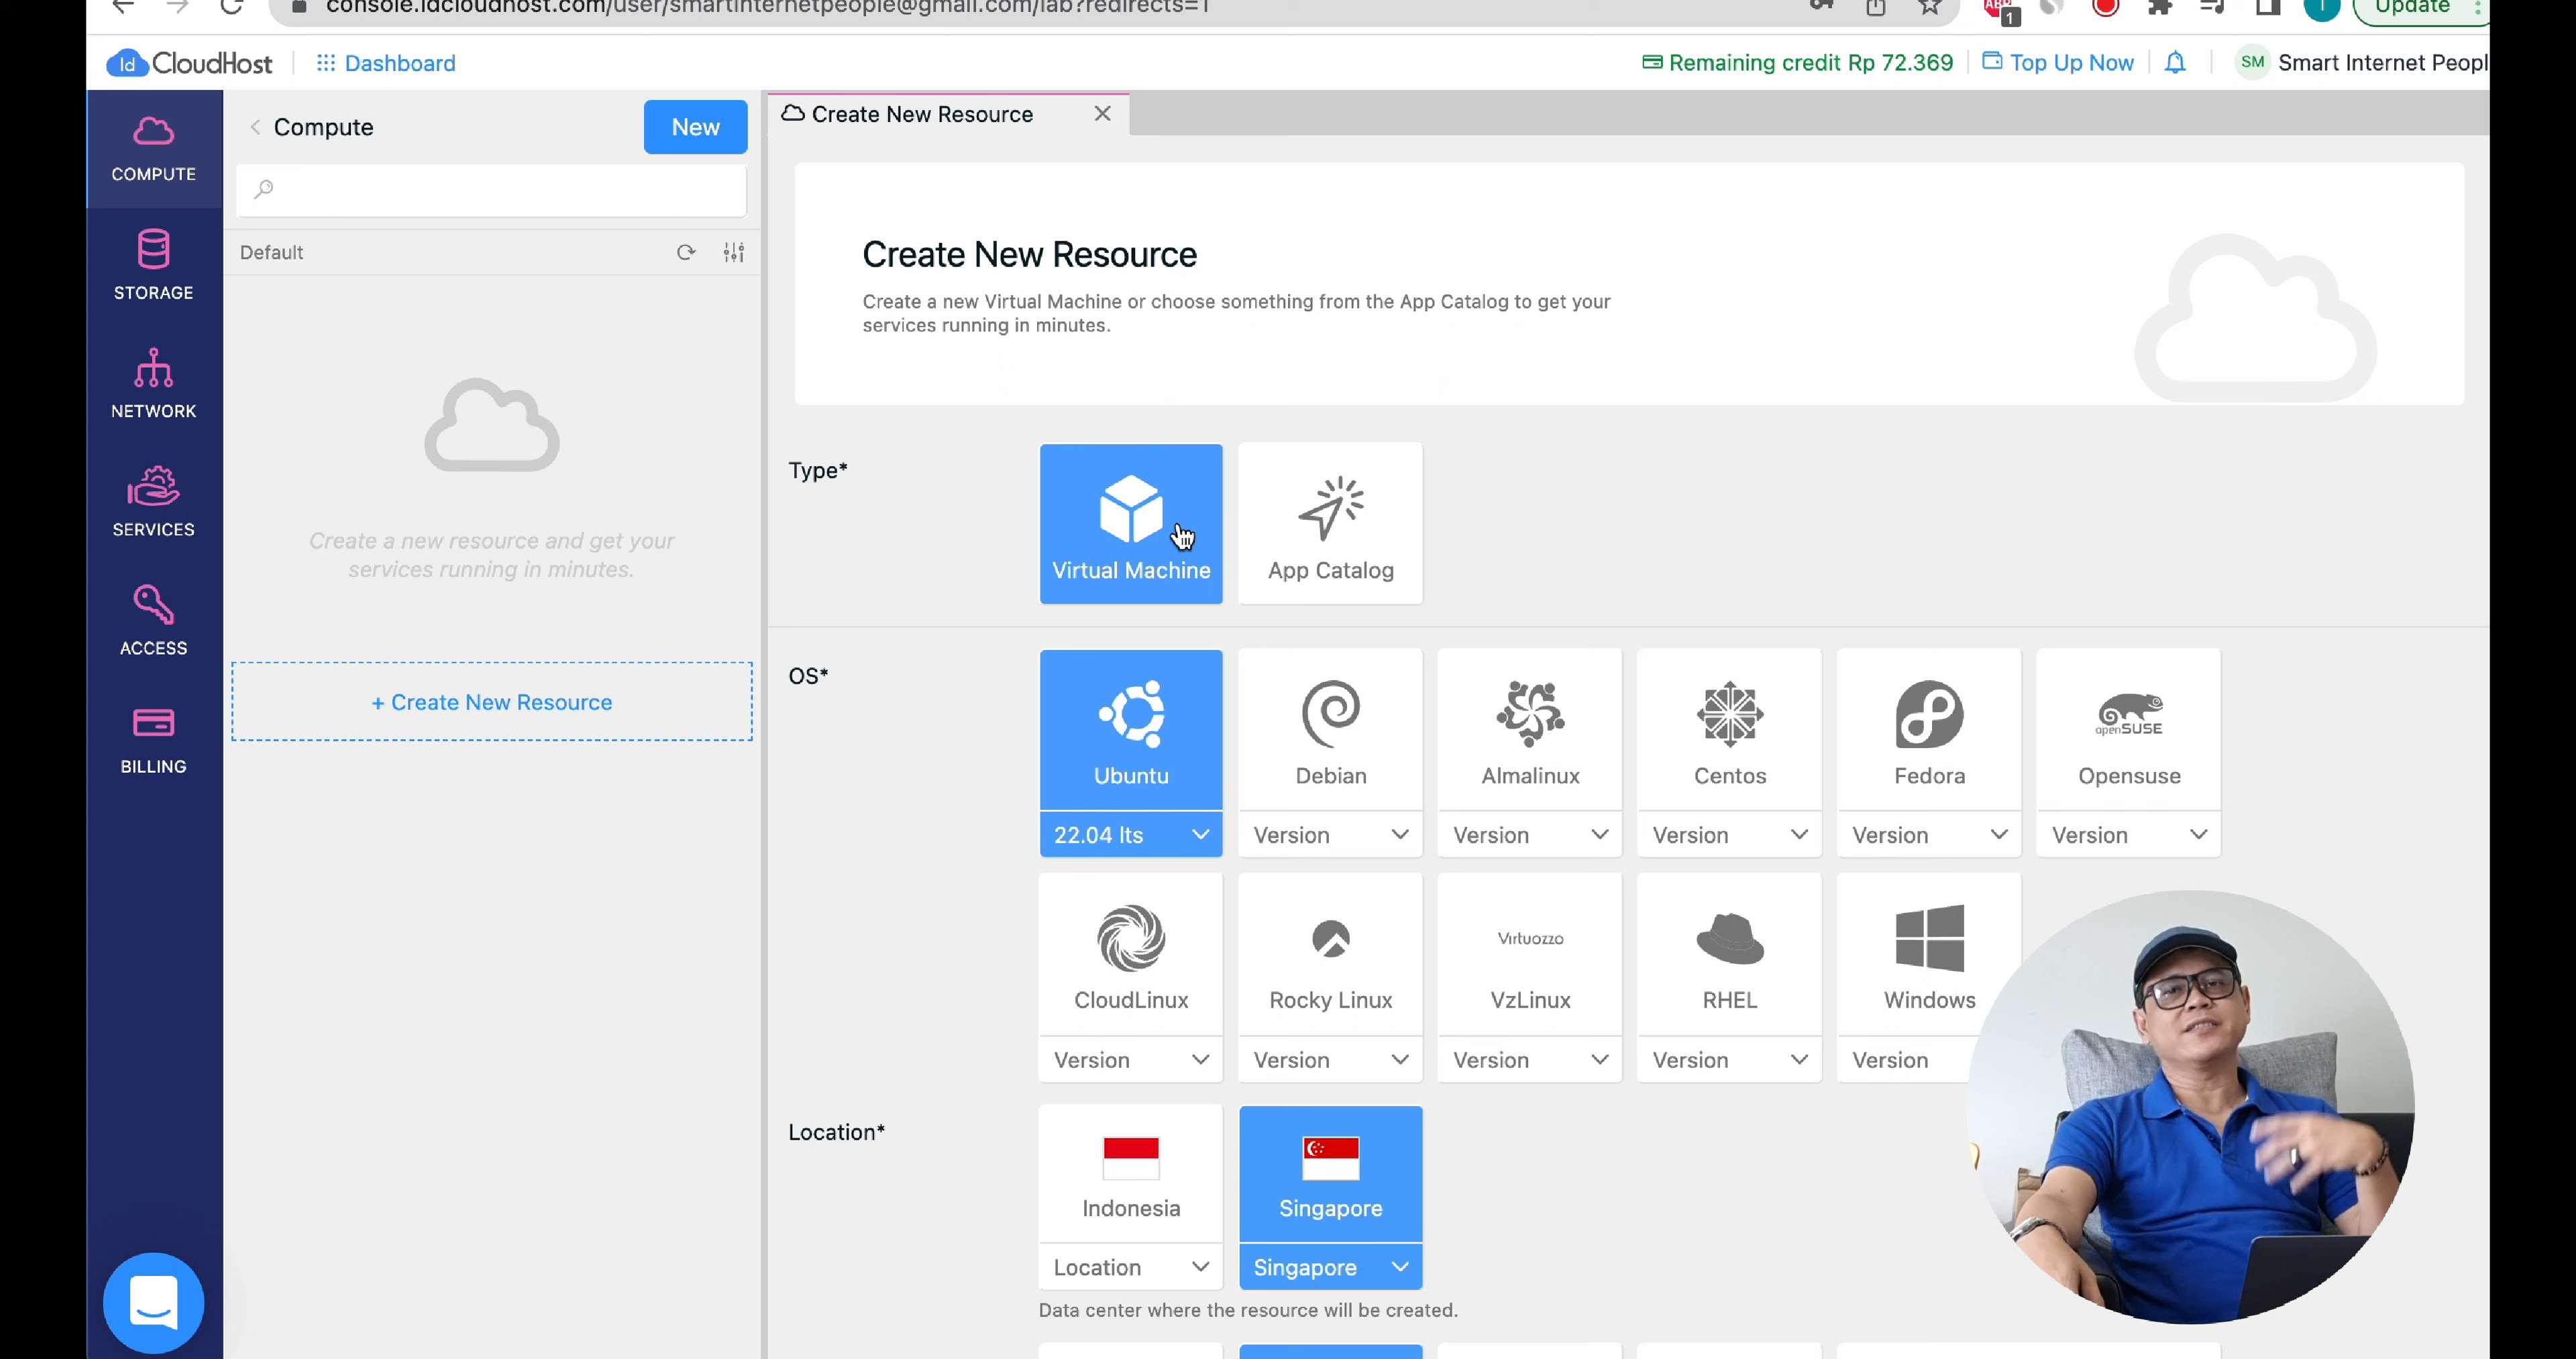 console.idcloudhost.com/user/smartinternetpeople@gmail.com/lab?redirects=1
ABP
1
T
Update
Id CloudHost
Dashboard
Remaining credit Rp 72.369
Top Up Now
SM Smart Internet Peopl
COMPUTE
STORAGE
NETWORK
SERVICES
ACCESS
BILLING
Compute
New
Default
Create a new resource and get your
services running in minutes.
+ Create New Resource
Create New Resource
Create New Resource
Create a new Virtual Machine or choose something from the App Catalog to get your
services running in minutes.
Type*
Virtual Machine
App Catalog
OS*
Ubuntu
22.04 lts
Debian
Version
Almalinux
Version
Centos
Version
Fedora
Version
openSUSE
Opensuse
Version
CloudLinux
Version
Rocky Linux
Version
Virtuozzo
VzLinux
Version
RHEL
Version
Windows
Version
Location*
Indonesia
Location
Singapore
Singapore
Data center where the resource will be created.